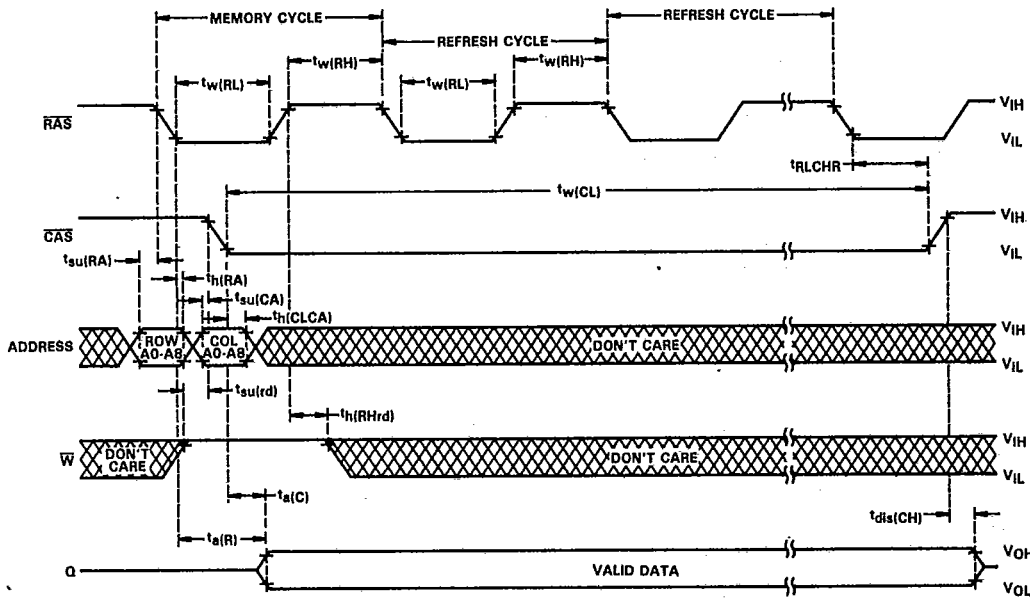 MEMORY CYCLE
REFRESH CYCLE
REFRESH CYCLE
tw(RH)
tw(RH)
tw(RL)
tw(RL)
RAS
VIH
VIL
tRLCHR
tw(CL)
CAS
VIH
VIL
tsu(RA)
th(RA)
tsu(CA)
th(CLCA)
ADDRESS
ROW
A0-A8
COL
A0-A8
DON'T CARE
VIH
VIL
tsu(rd)
th(RHrd)
W
DON'T
CARE
DON'T CARE
VIH
VIL
ta(C)
tdis(CH)
ta(R)
Q
VALID DATA
VOH
VOL